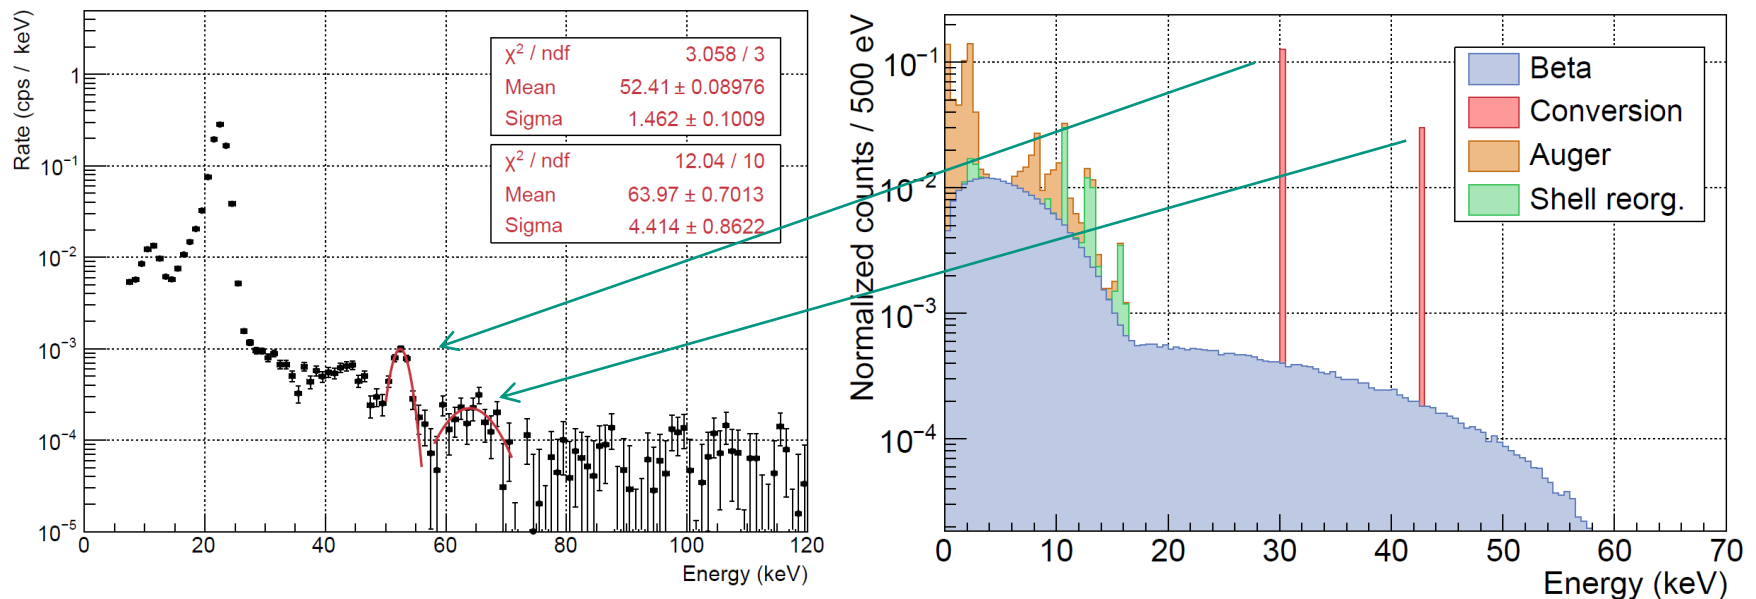 Rate (cps / keV)
1
10⁻¹
10⁻²
10⁻³
10⁻⁴
10⁻⁵
χ² / ndf 3.058 / 3
Mean 52.41 ± 0.08976
Sigma 1.462 ± 0.1009
χ² / ndf 12.04 / 10
Mean 63.97 ± 0.7013
Sigma 4.414 ± 0.8622
0 20 40 60 80 100 120
Energy (keV)
Normalized counts / 500 eV
10⁻¹
10⁻²
10⁻³
10⁻⁴
Beta
Conversion
Auger
Shell reorg.
0 10 20 30 40 50 60 70
Energy (keV)